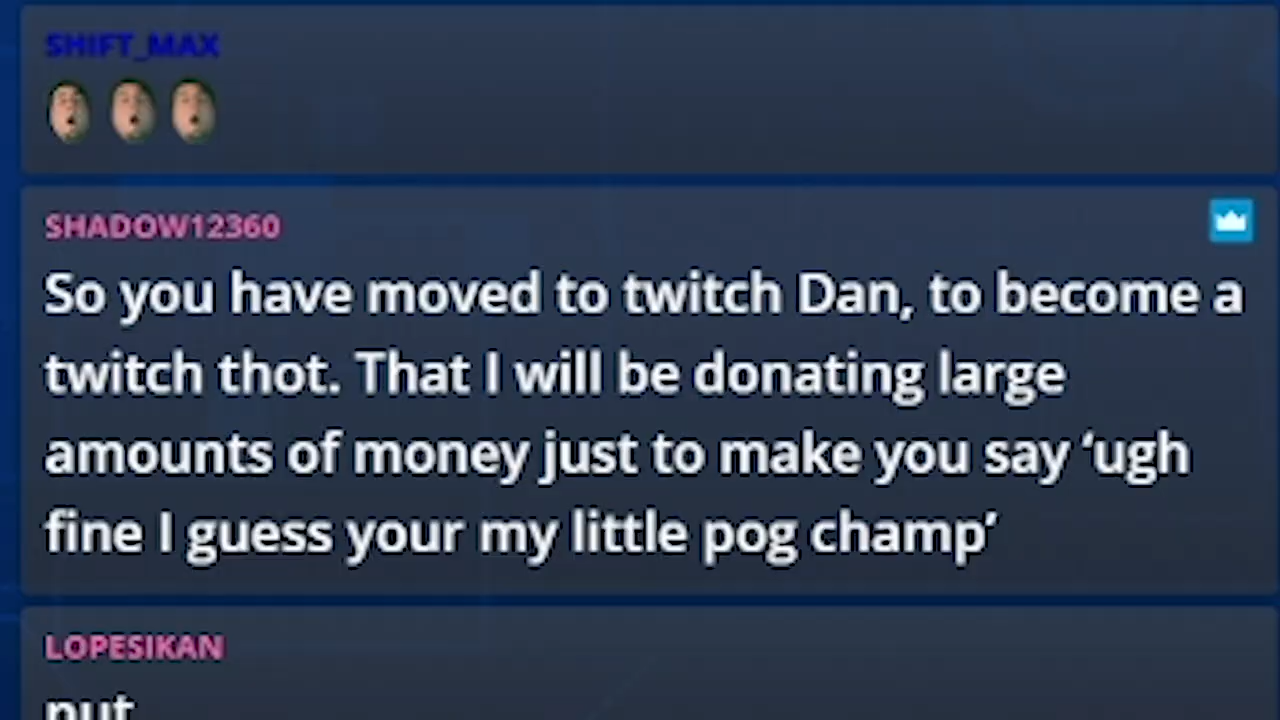 SHIFT_MAX
SHADOW12360
So you have moved to twitch Dan, to become a
twitch thot. That I will be donating large
amounts of money just to make you say ‘ugh
fine I guess your my little pog champ’
LOPESIKAN